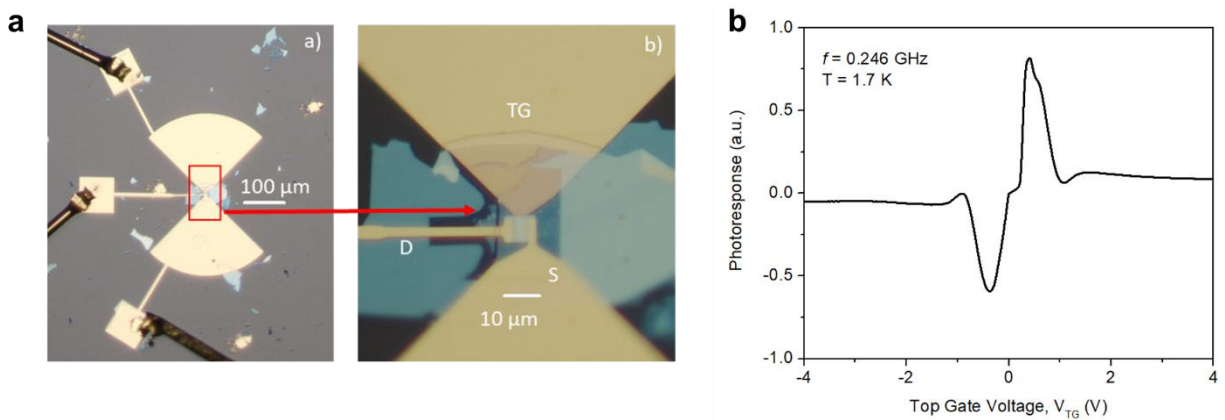 a
a)
100 μm
b)
TG
D
S
10 μm
b
f = 0.246 GHz
T = 1.7 K
Photoresponse (a.u.)
1.0
0.5
0.0
-0.5
-1.0
-4
-2
0
2
4
Top Gate Voltage, V_TG (V)